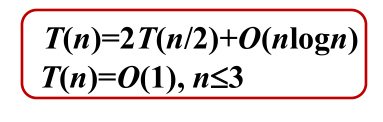 T(n)=2T(n/2)+O(nlogn)
T(n)=O(1), n≤3